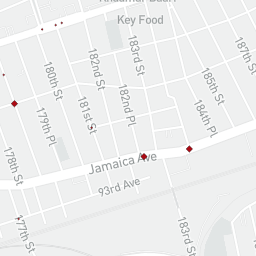 Key Food
187th St
183rd St
182nd St
180th St
185th St
182nd Pl
184th Pl
181st St
179th Pl
Jamaica Ave
178th St
93rd Ave
177th St
183rd St